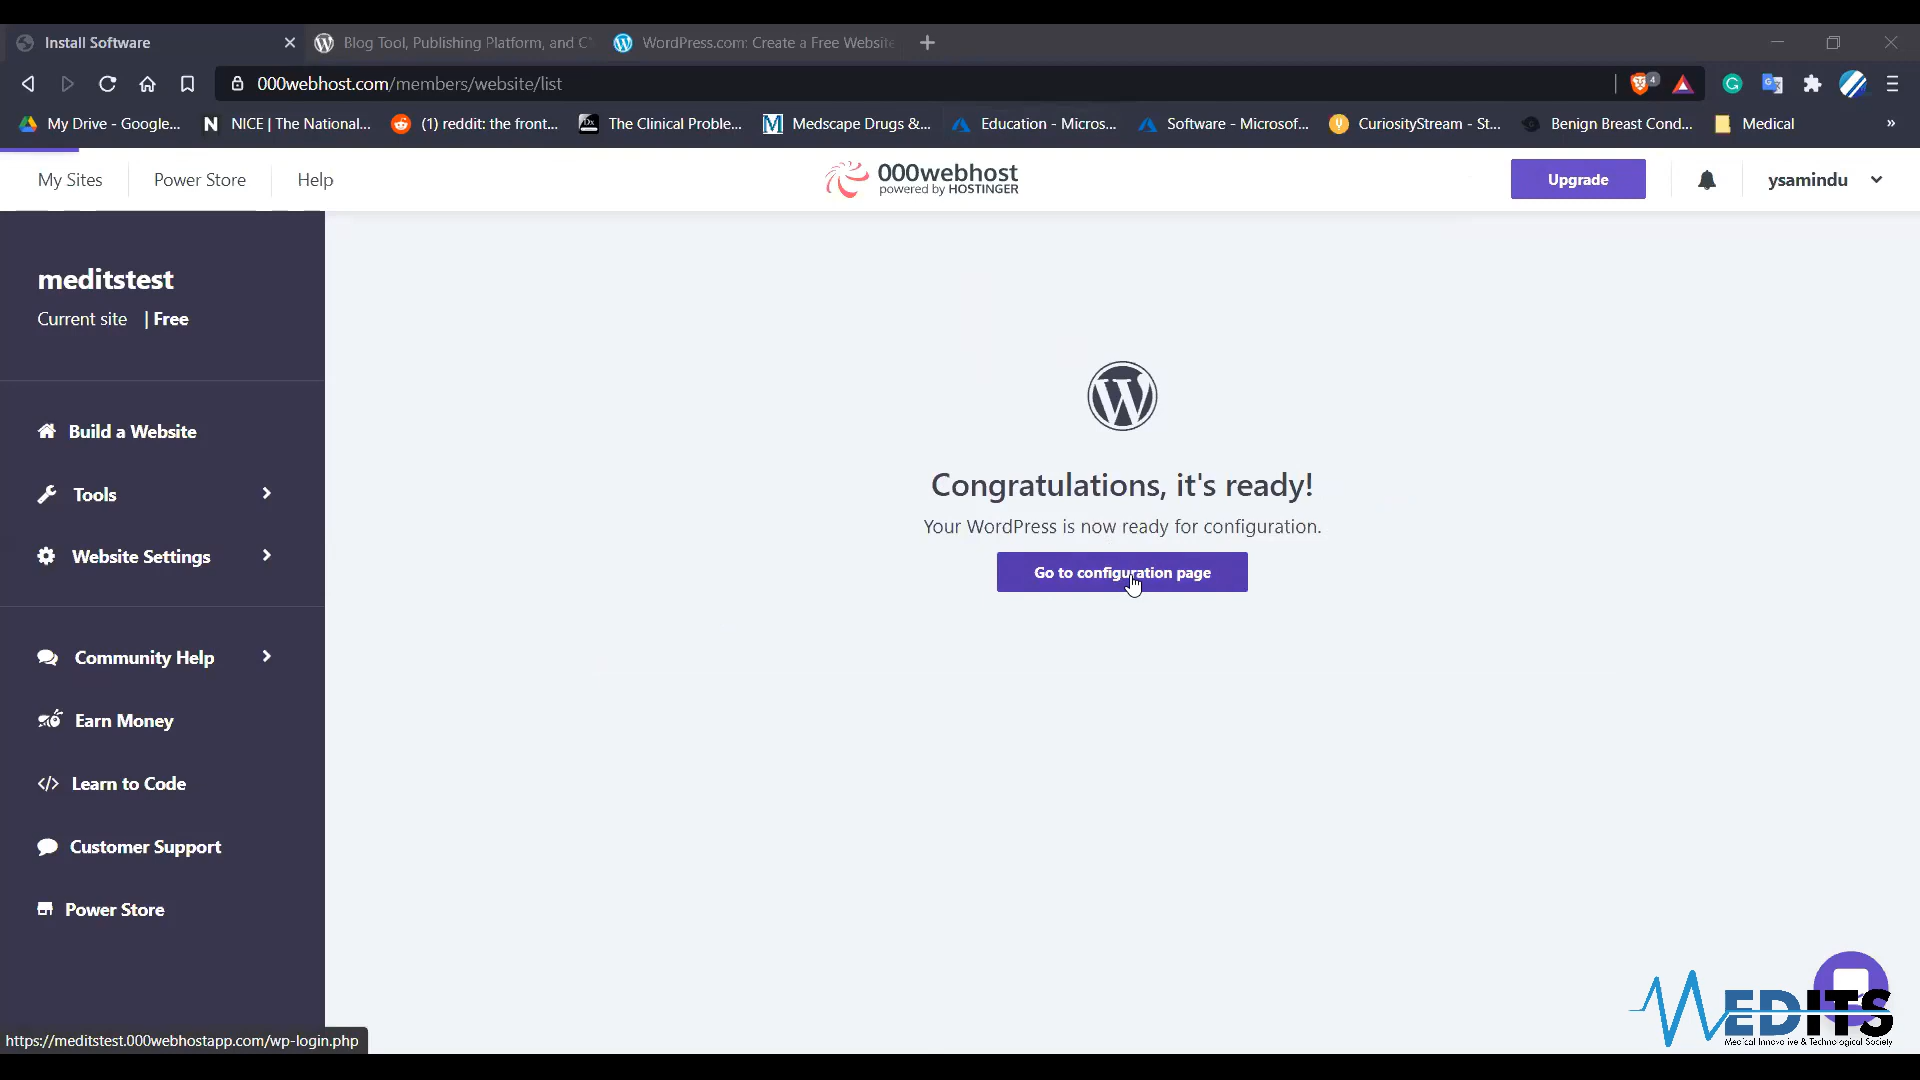 Install Software
Blog Tool, Publishing Platform, and C
WordPress.com: Create a Free Website
000webhost.com/members/website/list
4
My Drive - Google...
NICE | The National...
(1) reddit: the front...
The Clinical Proble...
Medscape Drugs &...
Education - Micros...
Software - Microsof...
CuriosityStream - St...
Benign Breast Cond...
Medical
»
My Sites
Power Store
Help
000webhost
powered by HOSTINGER
Upgrade
ysamindu
meditstest
Current site | Free
Build a Website
Tools
Website Settings
Community Help
Earn Money
Learn to Code
Customer Support
Power Store
Congratulations, it's ready!
Your WordPress is now ready for configuration.
Go to configuration page
MEDITS
Medical Innovative & Technological Society
https://meditstest.000webhostapp.com/wp-login.php